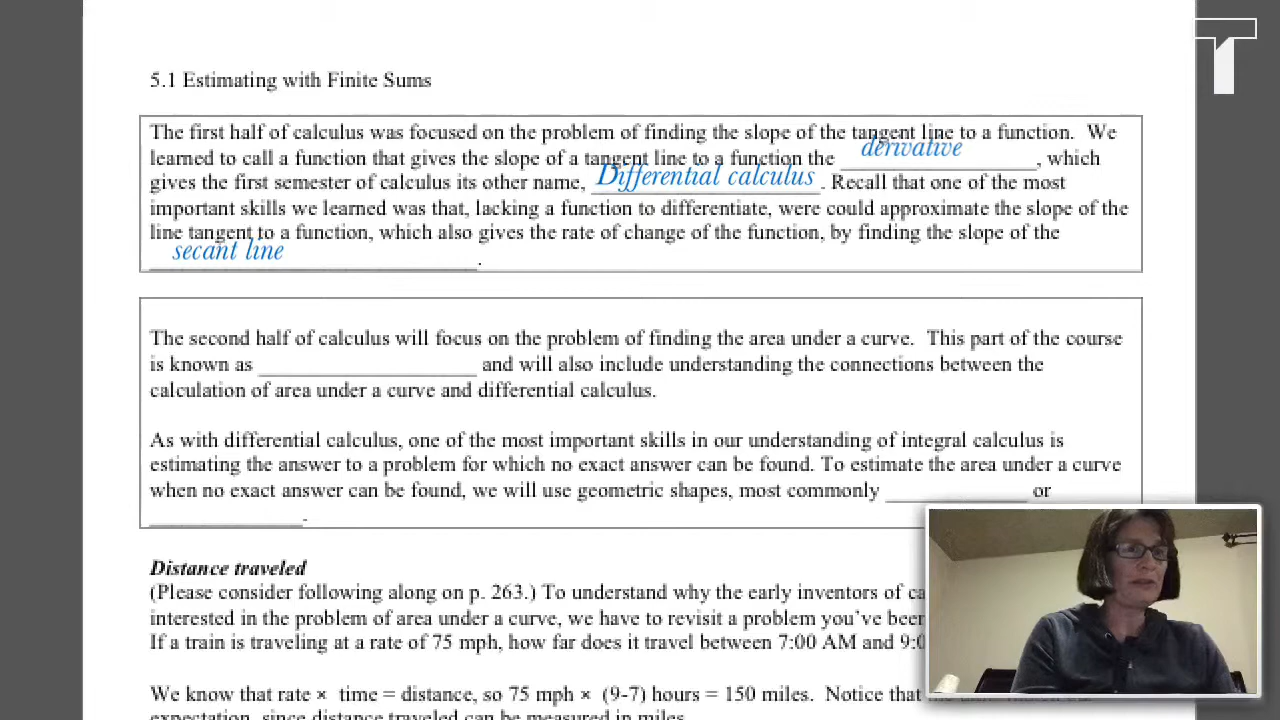 T
5.1 Estimating with Finite Sums
The first half of calculus was focused on the problem of finding the slope of the tangent line to a function. We
learned to call a function that gives the slope of a tangent line to a function the derivative, which
gives the first semester of calculus its other name, Differential calculus. Recall that one of the most
important skills we learned was that, lacking a function to differentiate, were could approximate the slope of the
line tangent to a function, which also gives the rate of change of the function, by finding the slope of the
secant line.
The second half of calculus will focus on the problem of finding the area under a curve. This part of the course
is known as ____________________ and will also include understanding the connections between the
calculation of area under a curve and differential calculus.
As with differential calculus, one of the most important skills in our understanding of integral calculus is
estimating the answer to a problem for which no exact answer can be found. To estimate the area under a curve
when no exact answer can be found, we will use geometric shapes, most commonly _____________ or
______________.
Distance traveled
(Please consider following along on p. 263.) To understand why the early inventors of ca
interested in the problem of area under a curve, we have to revisit a problem you've been
If a train is traveling at a rate of 75 mph, how far does it travel between 7:00 AM and 9:0
We know that rate × time = distance, so 75 mph × (9-7) hours = 150 miles. Notice that
expectation, since distance traveled can be measured in miles.